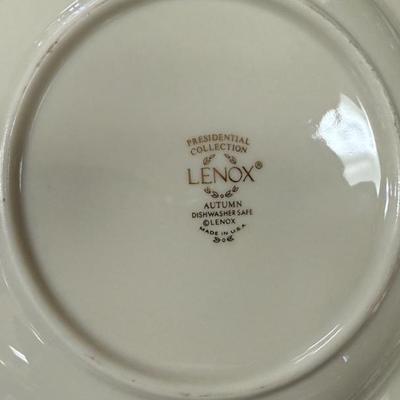 PRESIDENTIAL
COLLECTION
LENOX®
AUTUMN
DISHWASHER SAFE
©LENOX
MADE IN U.S.A.